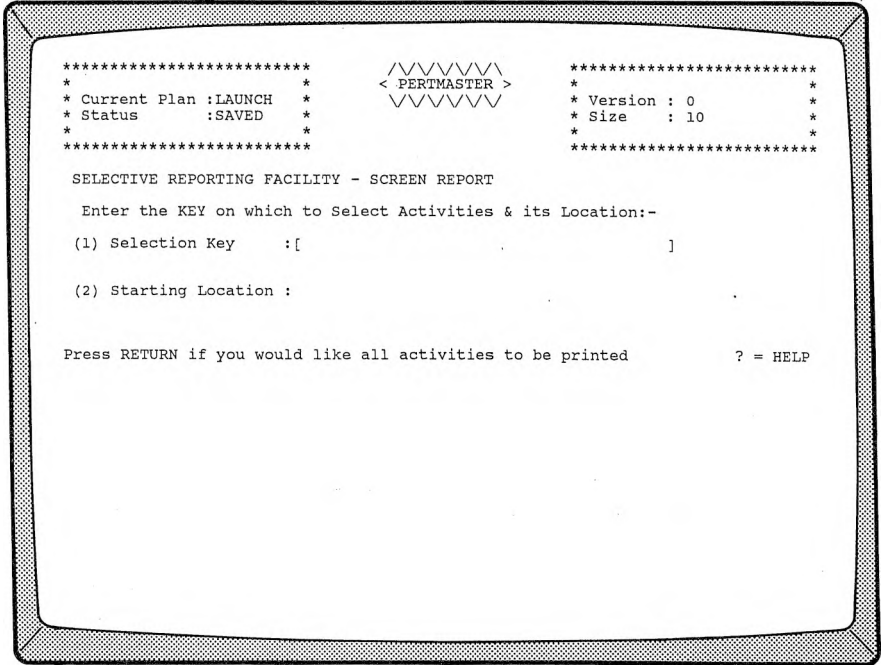 **************************   /\/\/\/\/\/\   **************************
*                        *   < PERTMASTER >   *                        *
* Current Plan :LAUNCH   *   \/\/\/\/\/\/   * Version : 0            *
* Status       :SAVED    *                  * Size    : 10           *
*                        *                  *                        *
**************************                  **************************
SELECTIVE REPORTING FACILITY - SCREEN REPORT
Enter the KEY on which to Select Activities & its Location:-
(1) Selection Key     :[                                        ]
(2) Starting Location :
Press RETURN if you would like all activities to be printed          ? = HELP